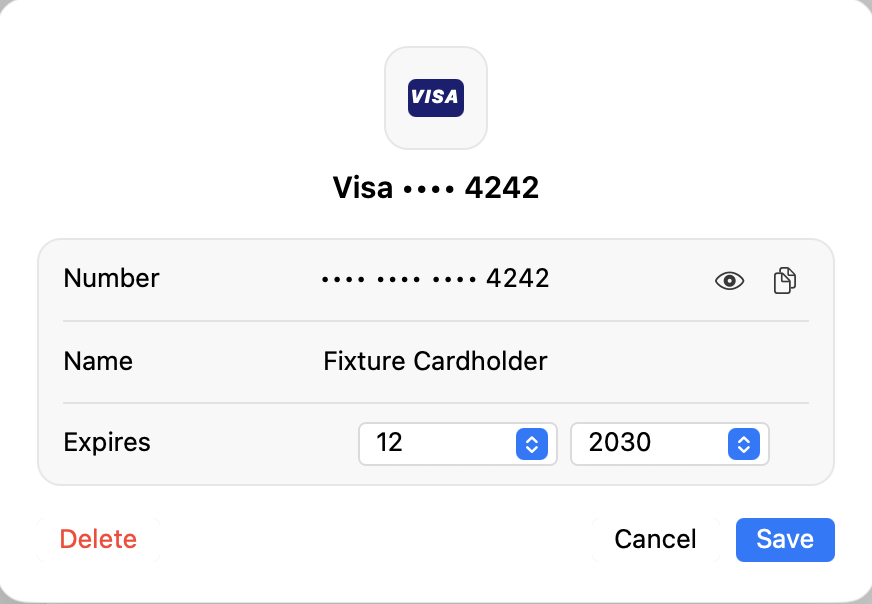 VISA
Visa •••• 4242
Number •••• •••• •••• 4242
Name Fixture Cardholder
Expires 12 2030
Delete Cancel Save